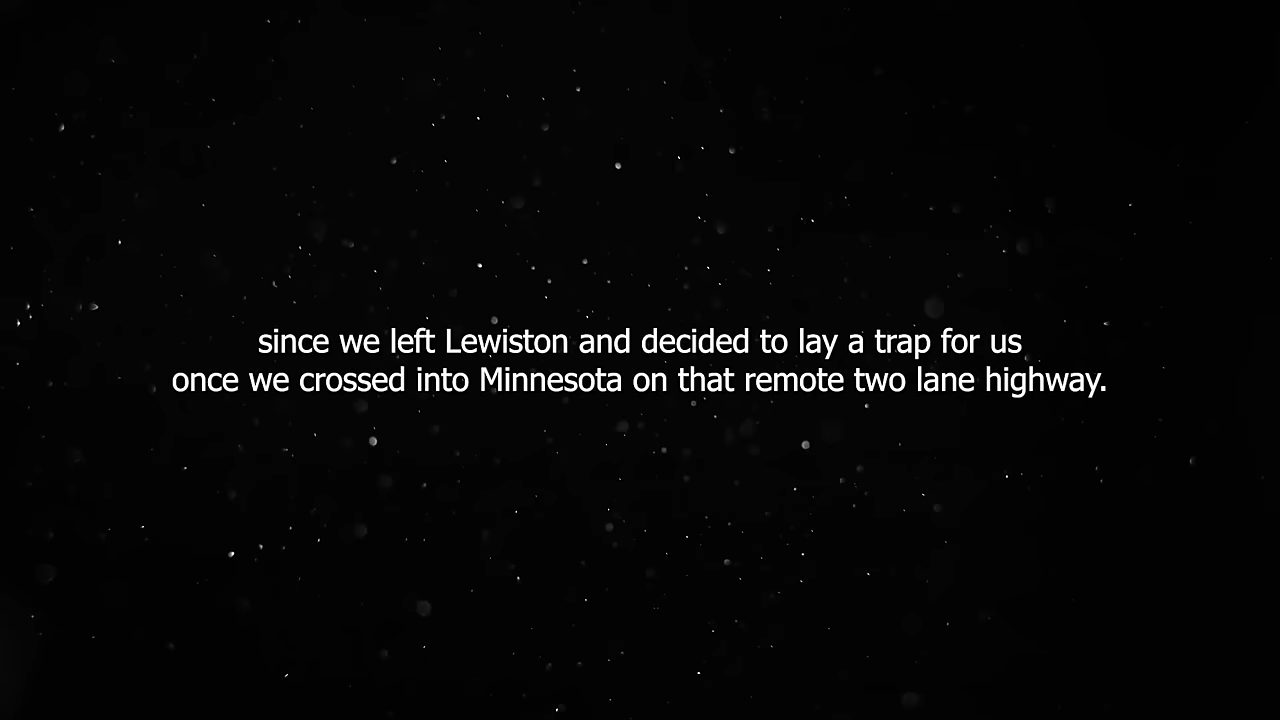 since we left Lewiston and decided to lay a trap for us
once we crossed into Minnesota on that remote two lane highway.